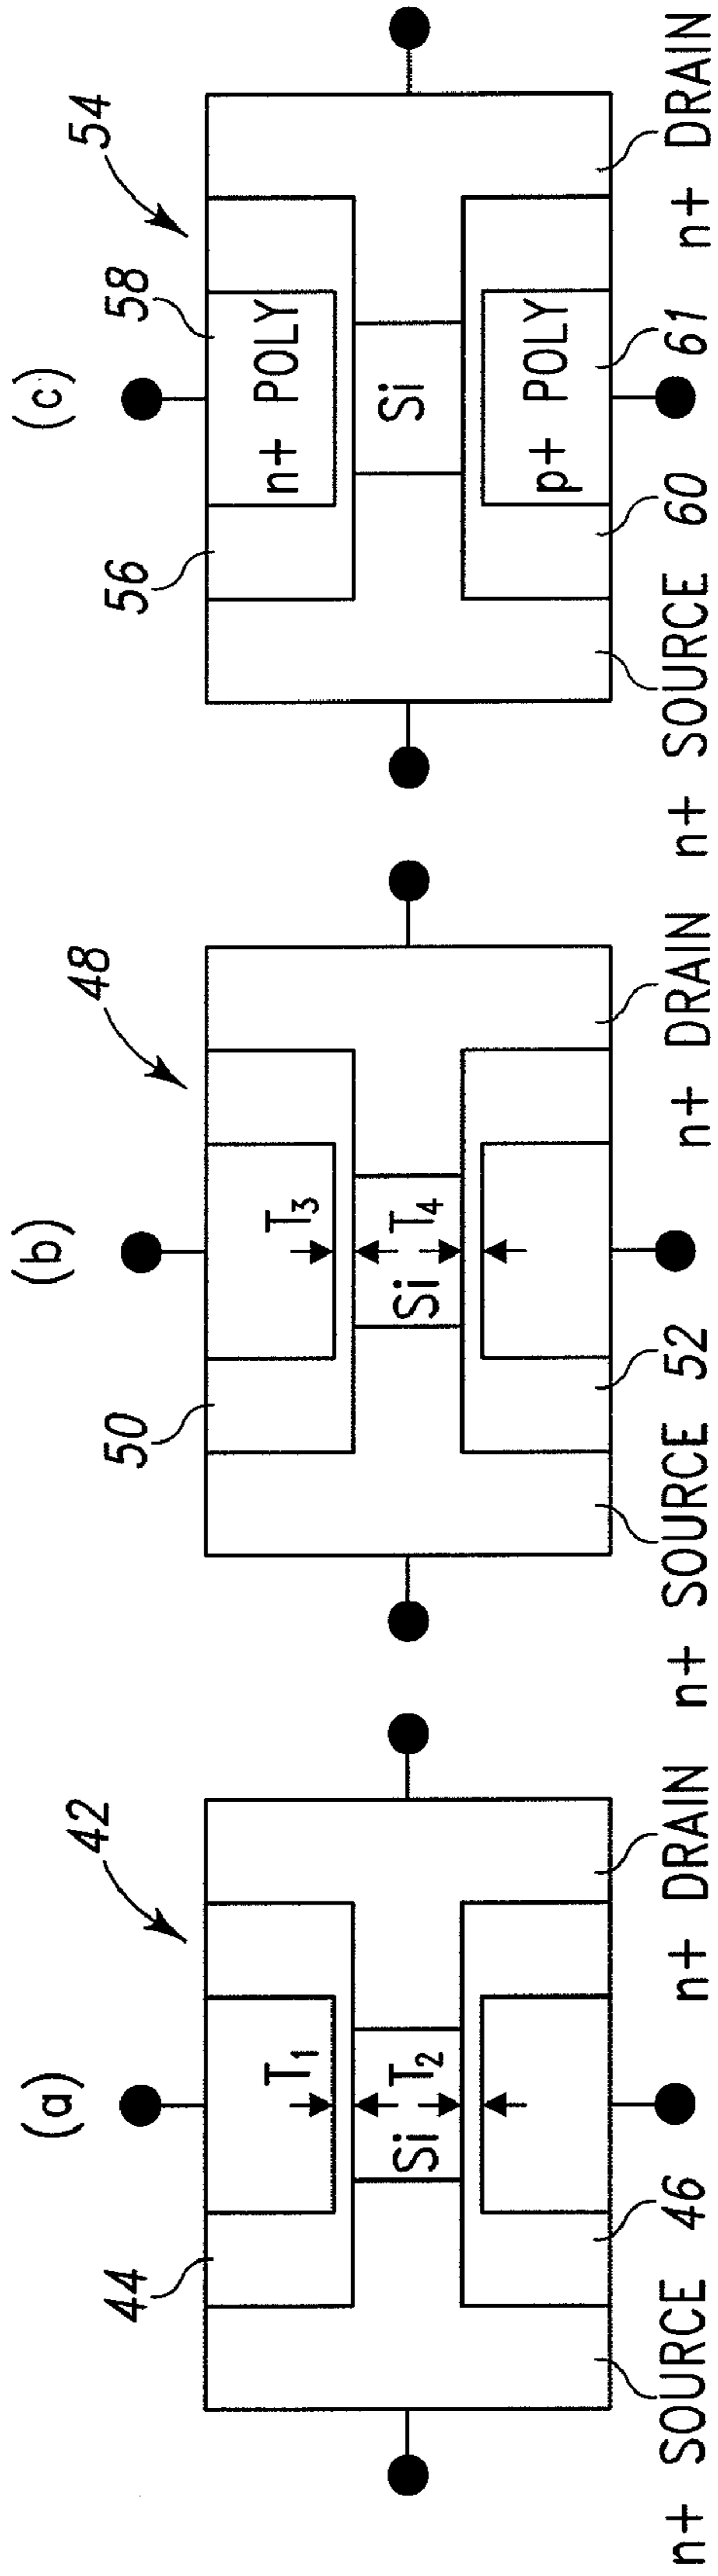 (a)
42
44
T1
Si T2
n+ SOURCE 46 n+ DRAIN
(b)
48
50
T3
Si T4
n+ SOURCE 52 n+ DRAIN
(c)
54
56
58
n+ POLY
Si
p+ POLY
n+ SOURCE 60 61 n+ DRAIN